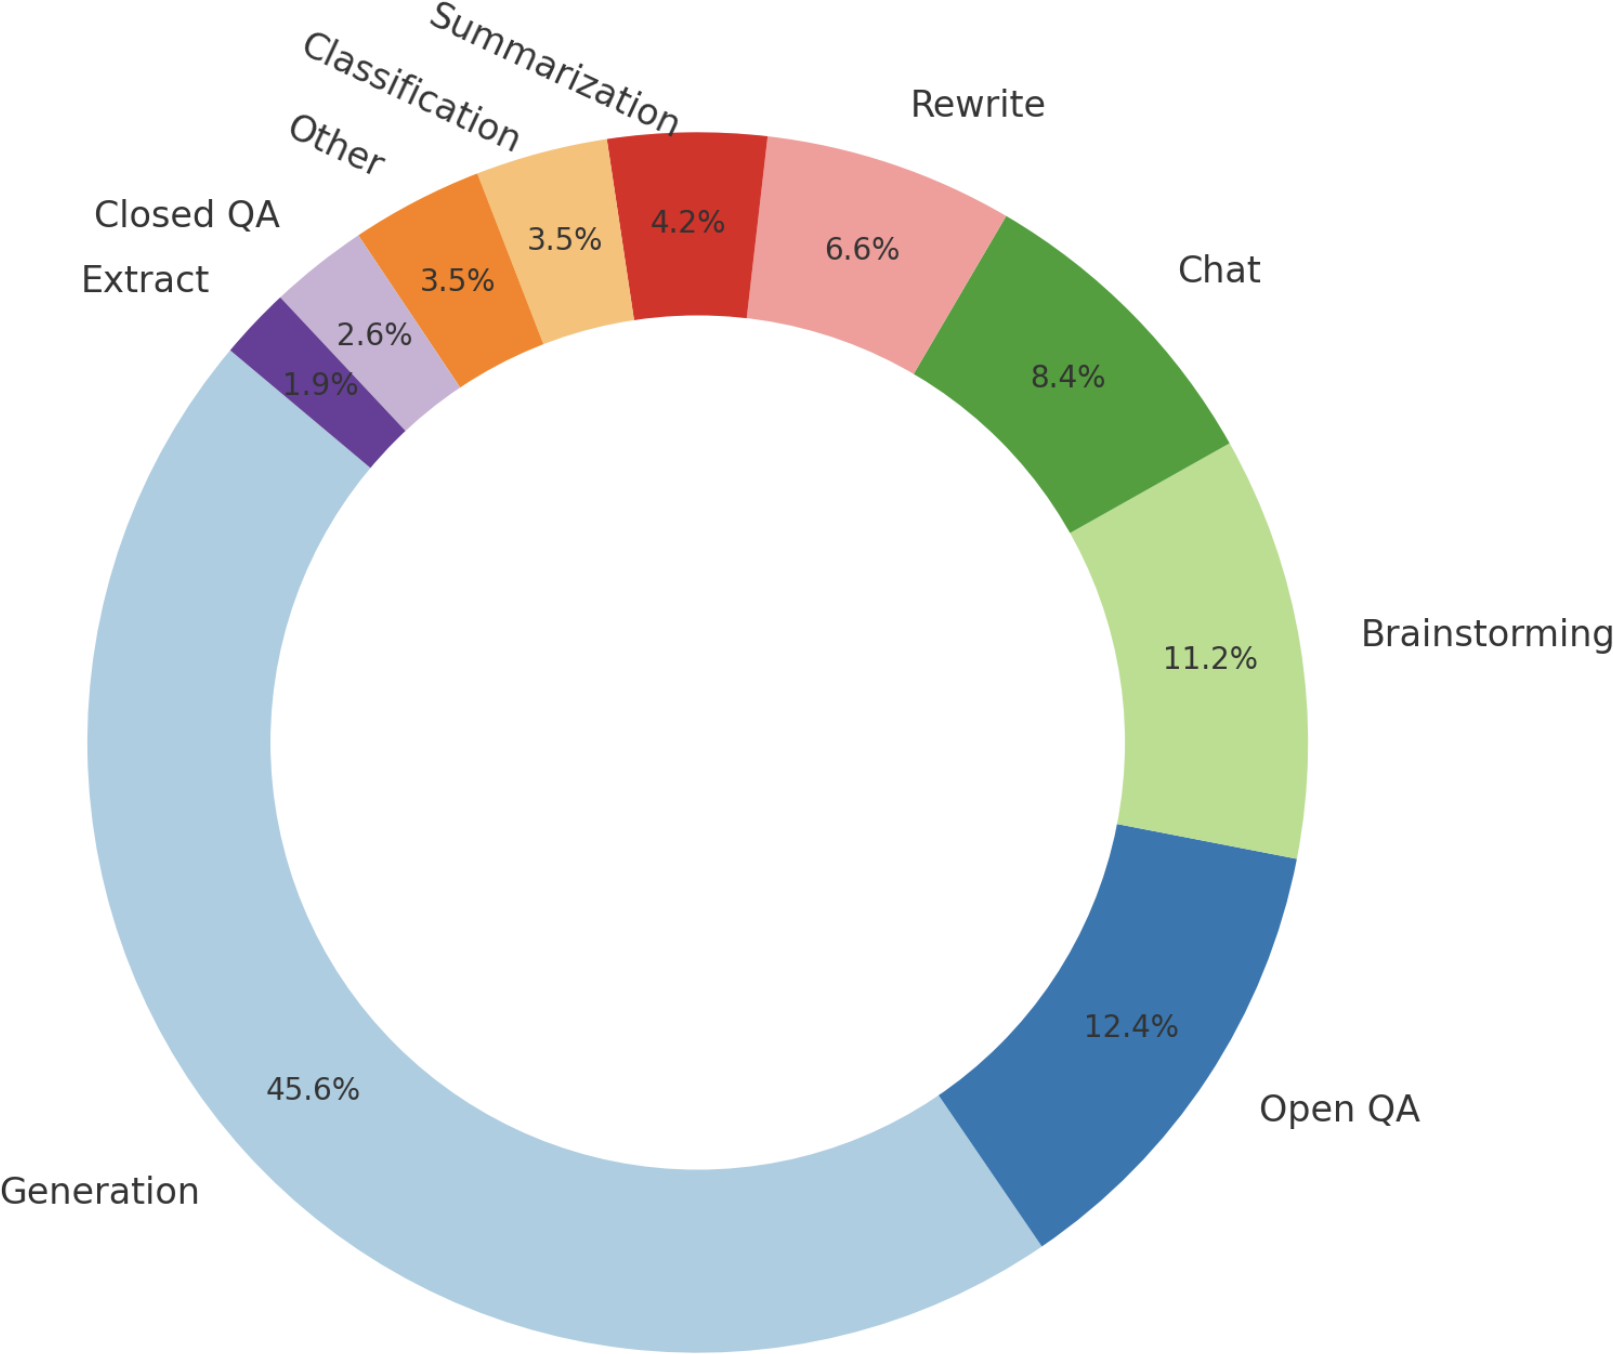 Summarization
Classification
Other
Closed QA
Extract
Rewrite
Chat
Brainstorming
Open QA
Generation
4.2%
3.5%
3.5%
2.6%
1.9%
6.6%
8.4%
11.2%
12.4%
45.6%